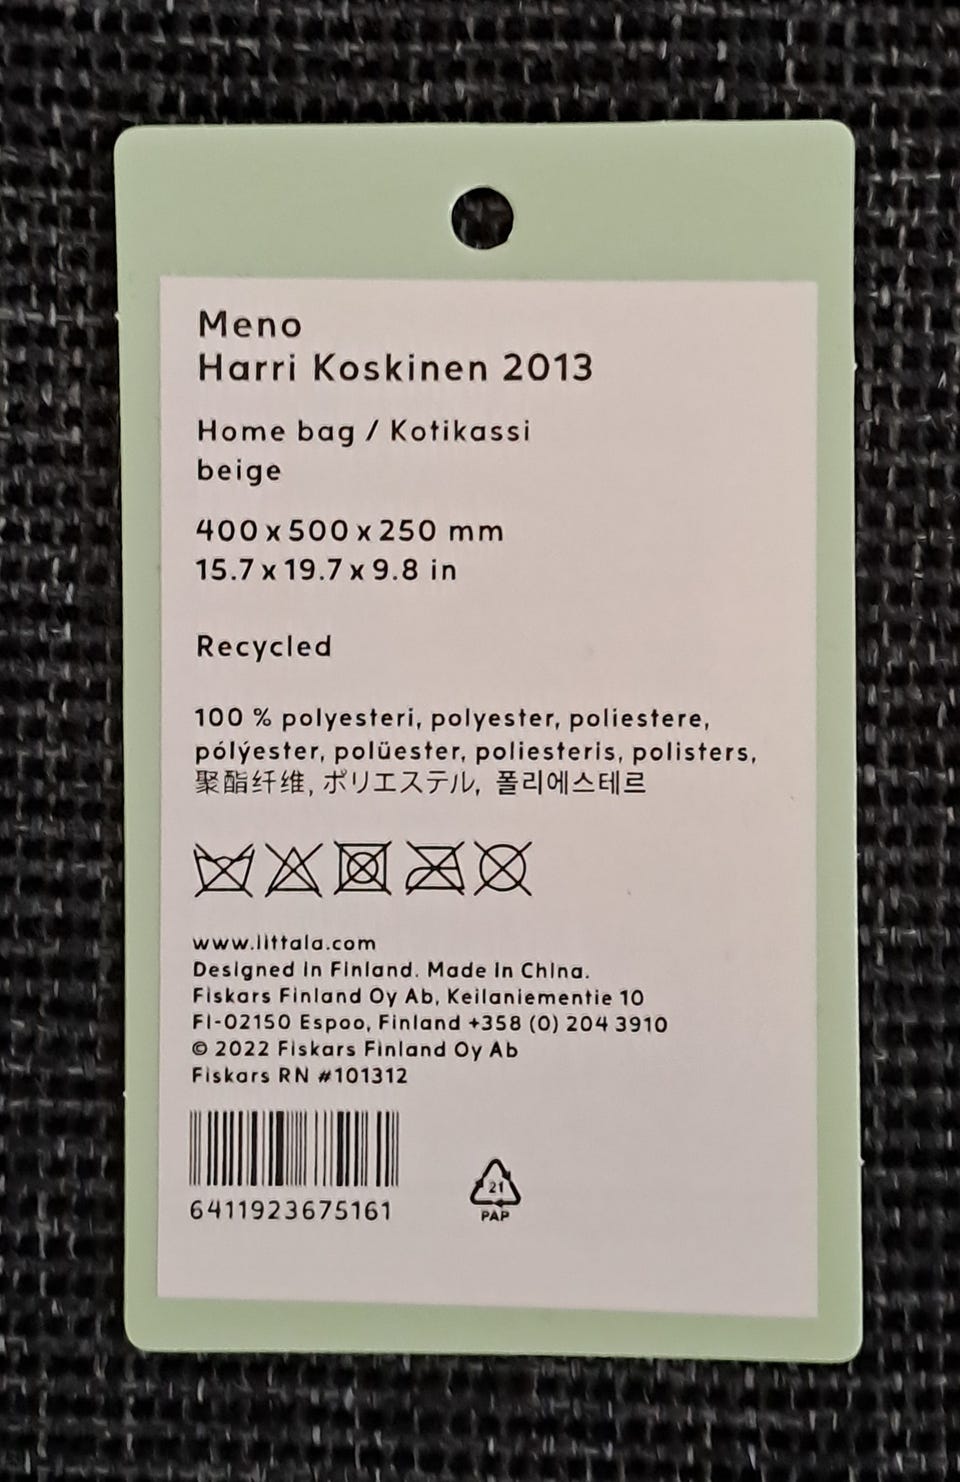 Meno
Harri Koskinen 2013
Home bag / Kotikassi
beige
400 x 500 x 250 mm
15.7 x 19.7 x 9.8 in
Recycled
100 % polyesteri, polyester, poliestere,
pólýester, polüester, poliesteris, polisters,
聚酯纤维, ポリエステル, 폴리에스테르
www.iittala.com
Designed in Finland. Made in China.
Fiskars Finland Oy Ab, Keilaniementie 10
FI-02150 Espoo, Finland +358 (0) 204 3910
© 2022 Fiskars Finland Oy Ab
Fiskars RN #101312
6411923675161
21
PAP